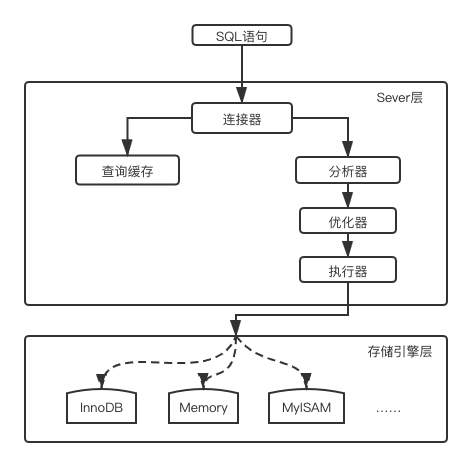 SQL语句
Sever层
连接器
查询缓存
分析器
优化器
执行器
存储引擎层
InnoDB
Memory
MyISAM
……